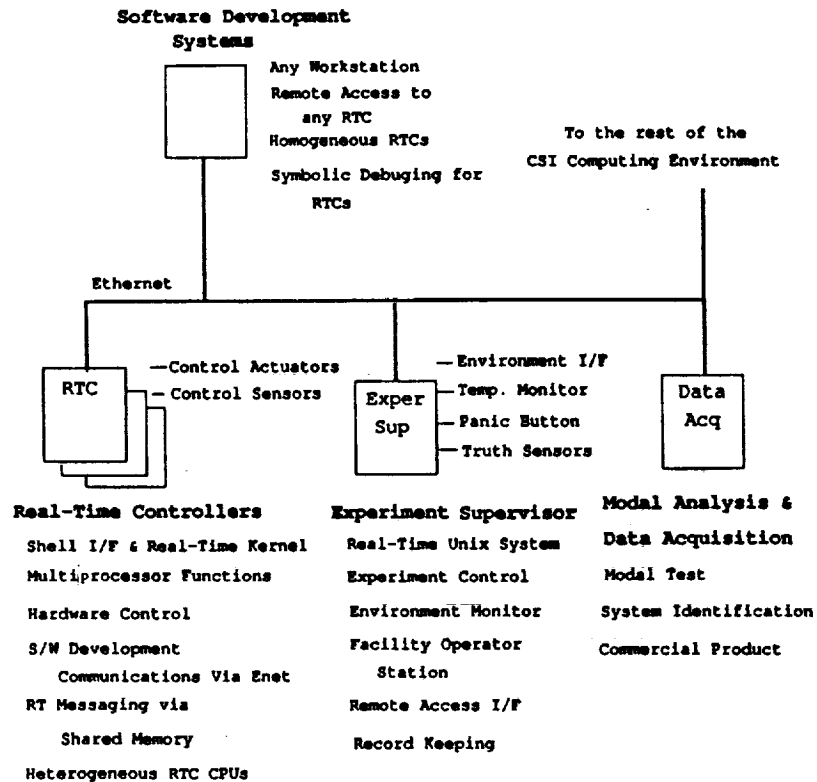 Software Development
Systems
Any Workstation
Remote Access to
any RTC
Homogeneous RTCs
Symbolic Debuging for
RTCs
To the rest of the
CSI Computing Environment
Ethernet
RTC
Control Actuators
Control Sensors
Exper
Sup
Environment I/F
Temp. Monitor
Panic Button
Truth Sensors
Data
Acq
Real-Time Controllers
Shell I/F & Real-Time Kernel
Multiprocessor Functions
Hardware Control
S/W Development
Communications Via Enet
RT Messaging via
Shared Memory
Heterogeneous RTC CPUs
Experiment Supervisor
Real-Time Unix System
Experiment Control
Environment Monitor
Facility Operator
Station
Remote Access I/F
Record Keeping
Modal Analysis &
Data Acquisition
Modal Test
System Identification
Commercial Product